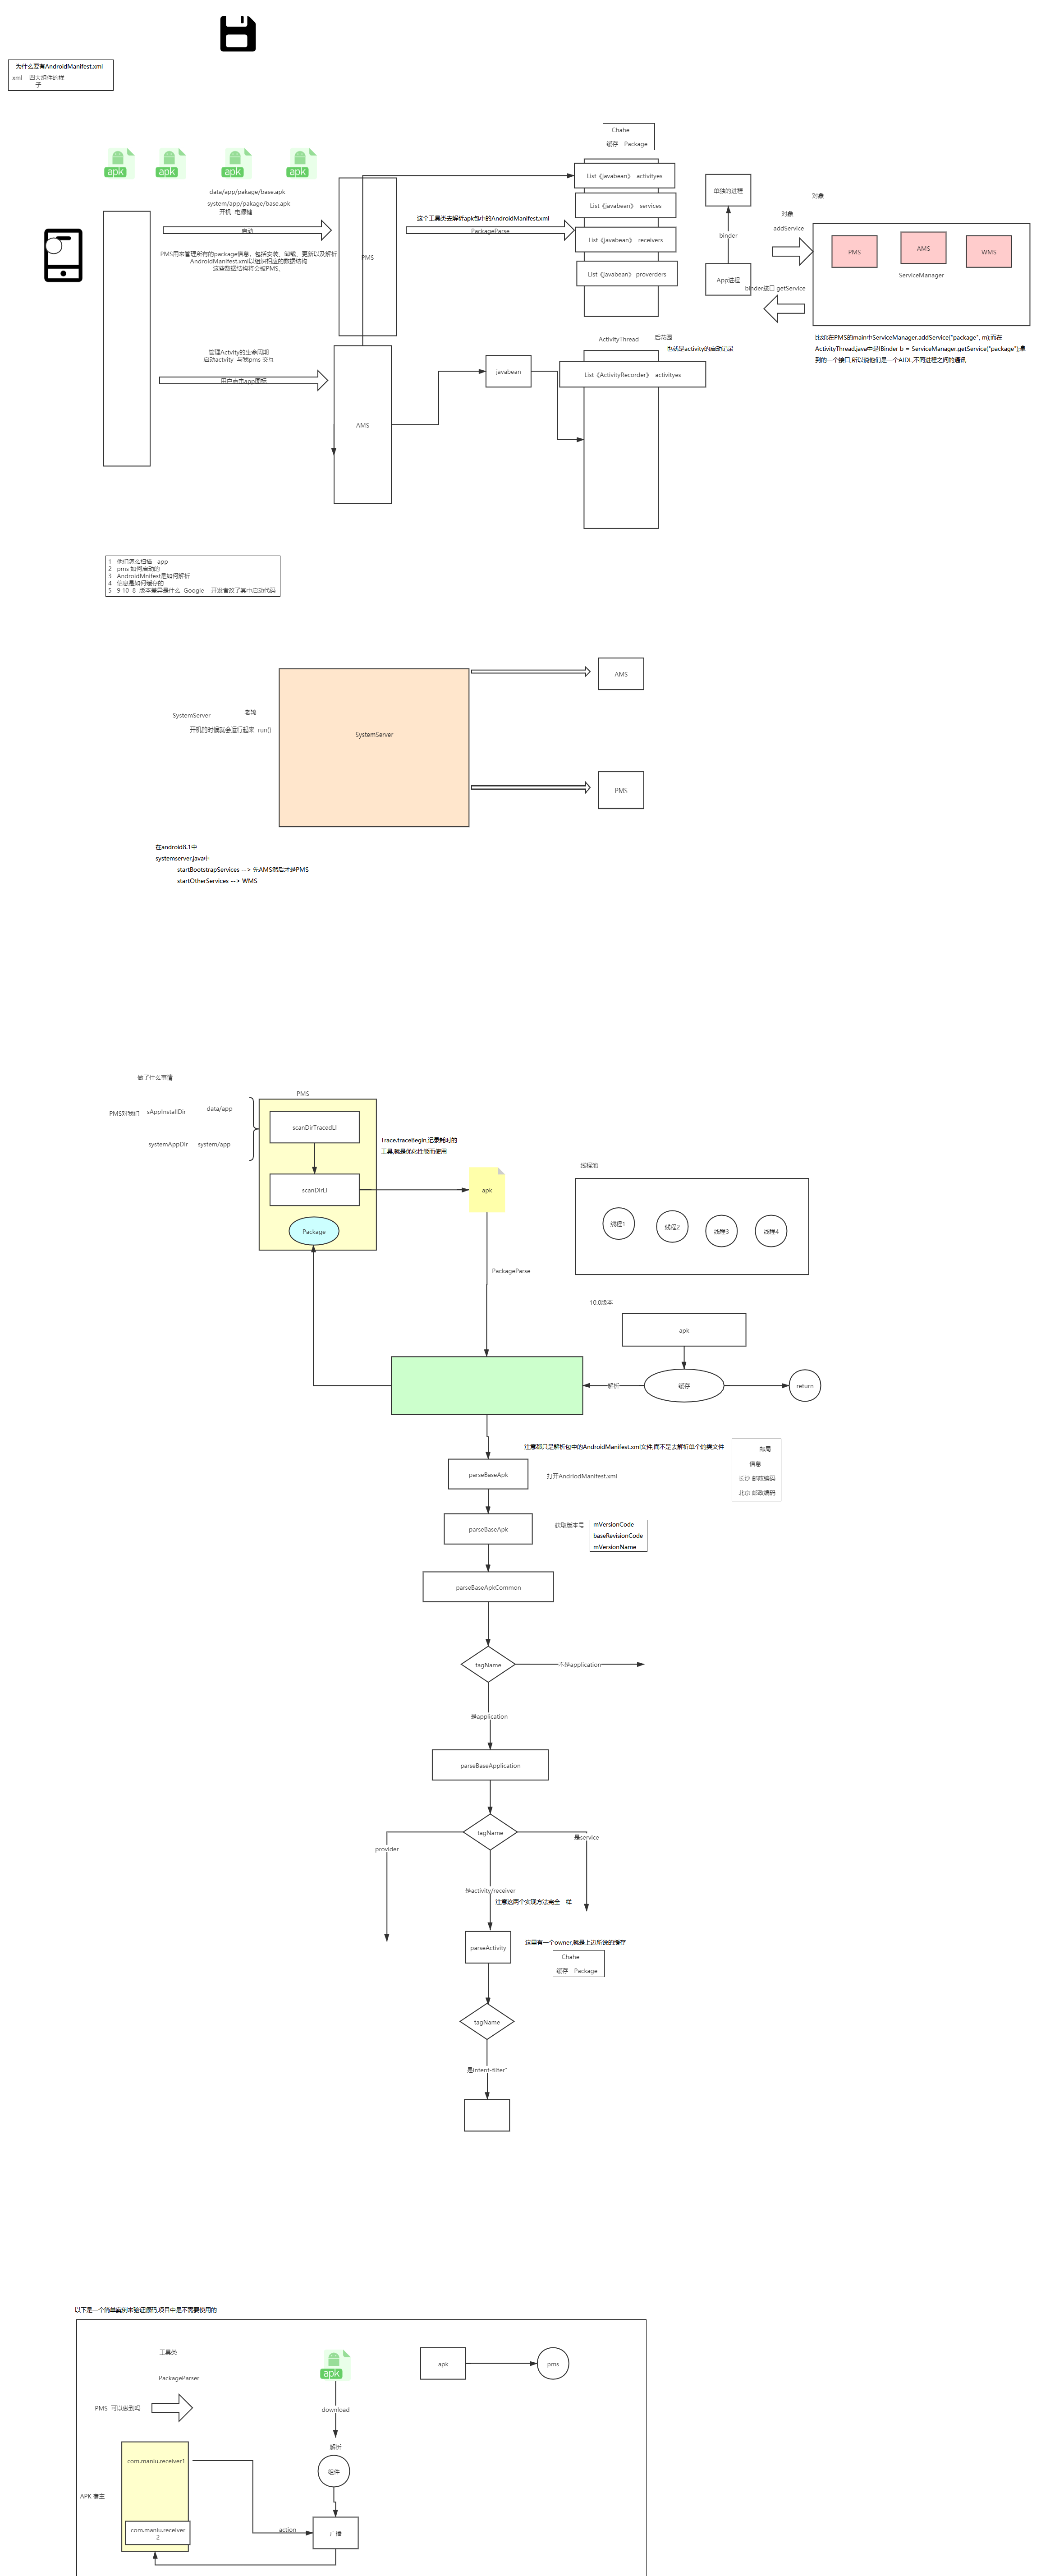 为什么要有AndroidManifest.xml
xml 四大组件的样
子
apk
apk
apk
apk
data/app/pakage/base.apk
system/app/pakage/base.apk
开机 电源键
启动
PMS用来管理所有的package信息，包括安装、卸载、更新以及解析
AndroidManifest.xml以组织相应的数据结构
这些数据结构将会被PMS、
PMS
这个工具类去解析apk包中的AndroidManifest.xml
PackageParse
Chahe
缓存 Package
List《javabean》 activityes
List《javabean》 services
List《javabean》 receivers
List《javabean》 proverders
单独的进程
binder
App进程
对象
对象
addService
binder接口 getService
PMS
AMS
WMS
ServiceManager
比如:在PMS的main中ServiceManager.addService("package", m);而在
ActivityThread.java中是IBinder b = ServiceManager.getService("package");拿
到的一个接口,所以说他们是一个AIDL,不同进程之间的通讯
管理Actvity的生命周期
启动actvity 与我pms 交互
用户点击app图标
AMS
javabean
ActivityThread
后花园
也就是activity的启动记录
List《ActivityRecorder》 activityes
1 他们怎么扫描 app
2 pms 如何启动的
3 AndroidMnifest是如何解析
4 信息是如何缓存的
5 9 10 8 版本差异是什么 Google 开发者改了其中启动代码
SystemServer
老鸨
开机的时候就会运行起来 run()
SystemServer
AMS
PMS
在android8.1中
systemserver.java中
startBootstrapServices --> 先AMS然后才是PMS
startOtherServices --> WMS
做了什么事情
PMS对我们
sAppInstallDir
data/app
systemAppDir
system/app
PMS
scanDirTracedLI
scanDirLI
Package
Trace.traceBegin,记录耗时的
工具,就是优化性能而使用
apk
PackageParse
线程池
线程1
线程2
线程3
线程4
10.0版本
apk
缓存
解析
return
注意都只是解析包中的AndroidManifest.xml文件,而不是去解析单个的类文件
邮局
信息
长沙 邮政编码
北京 邮政编码
parseBaseApk
打开AndriodManifest.xml
parseBaseApk
获取版本号
mVersionCode
baseRevisionCode
mVersionName
parseBaseApkCommon
tagName
不是application
是application
parseBaseApplication
tagName
provider
是service
是activity/receiver
注意这两个实现方法完全一样
parseActivity
这里有一个owner,就是上边所说的缓存
Chahe
缓存 Package
tagName
是intent-filter"
以下是一个简单案例来验证源码,项目中是不需要使用的
工具类
PackageParser
PMS 可以做到吗
apk
download
解析
组件
广播
apk
pms
APK 宿主
com.maniu.receiver1
com.maniu.receiver
2
action